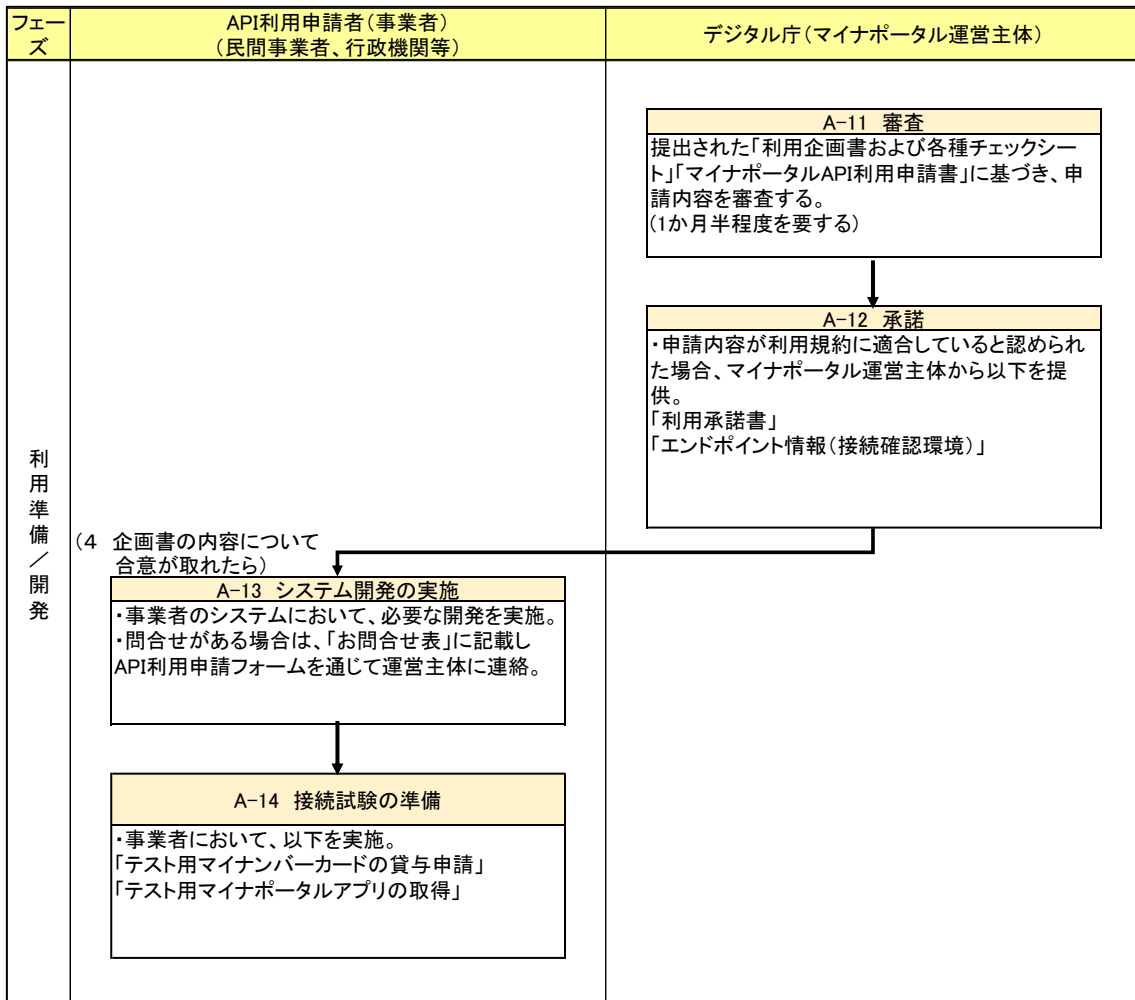 フェー
ズ
API利用申請者(事業者)
(民間事業者、行政機関等)
デジタル庁(マイナポータル運営主体)
A-11 審査
提出された「利用企画書および各種チェックシー
ト」「マイナポータルAPI利用申請書」に基づき、申
請内容を審査する。
(1か月半程度を要する)
A-12 承諾
・申請内容が利用規約に適合していると認められ
た場合、マイナポータル運営主体から以下を提
供。
「利用承諾書」
「エンドポイント情報(接続確認環境)」
利
用
準
備
／
開
発
(4 企画書の内容について
合意が取れたら)
A-13 システム開発の実施
・事業者のシステムにおいて、必要な開発を実施。
・問合せがある場合は、「お問合せ表」に記載し
API利用申請フォームを通じて運営主体に連絡。
A-14 接続試験の準備
・事業者において、以下を実施。
「テスト用マイナンバーカードの貸与申請」
「テスト用マイナポータルアプリの取得」